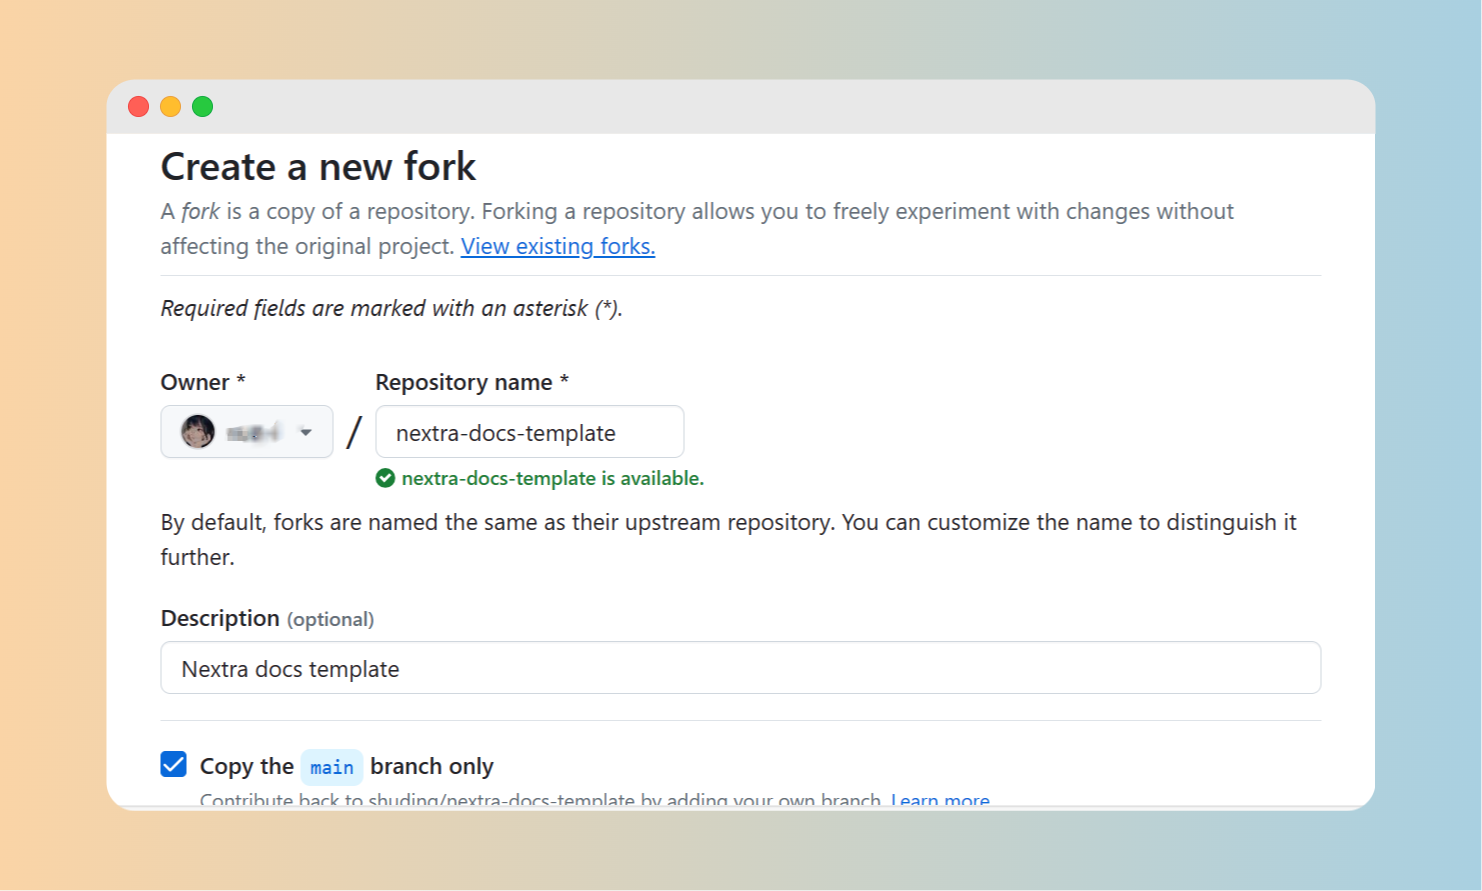 Create a new fork
A fork is a copy of a repository. Forking a repository allows you to freely experiment with changes without
affecting the original project. View existing forks.
Required fields are marked with an asterisk (*).
Owner *
Repository name *
/
nextra-docs-template
nextra-docs-template is available.
By default, forks are named the same as their upstream repository. You can customize the name to distinguish it
further.
Description (optional)
Nextra docs template
Copy the main branch only
Contribute back to shuding/nextra-docs-template by adding your own branch. Learn more